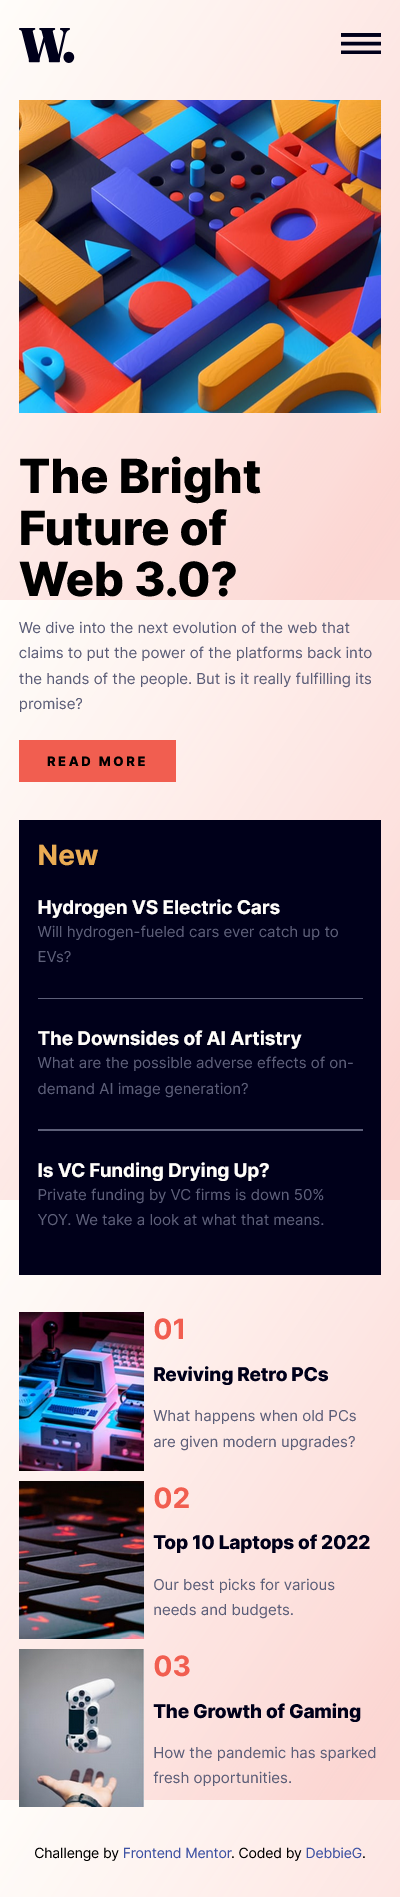 W.
The Bright
Future of
Web 3.0?
We dive into the next evolution of the web that
claims to put the power of the platforms back into
the hands of the people. But is it really fulfilling its
promise?
READ MORE
New
Hydrogen VS Electric Cars
Will hydrogen-fueled cars ever catch up to
EVs?
The Downsides of AI Artistry
What are the possible adverse effects of on-
demand AI image generation?
Is VC Funding Drying Up?
Private funding by VC firms is down 50%
YOY. We take a look at what that means.
01
Reviving Retro PCs
What happens when old PCs
are given modern upgrades?
02
Top 10 Laptops of 2022
Our best picks for various
needs and budgets.
03
The Growth of Gaming
How the pandemic has sparked
fresh opportunities.
Challenge by Frontend Mentor. Coded by DebbieG.